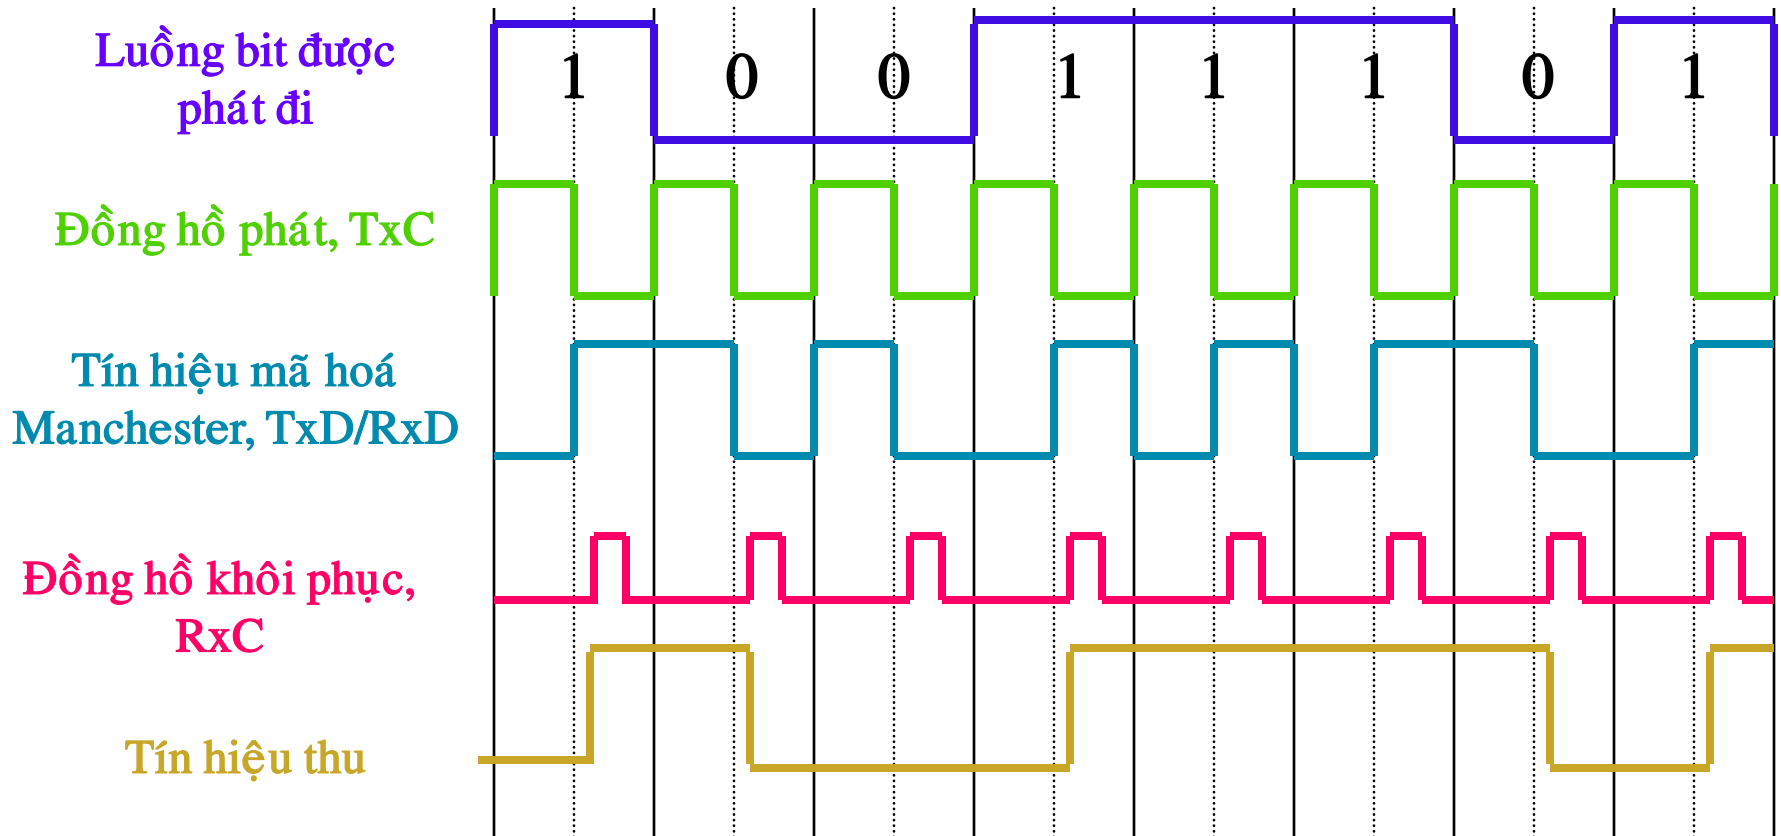 Luồng bit được
phát đi
1 0 0 1 1 1 0 1
Đồng hồ phát, TxC
Tín hiệu mã hoá
Manchester, TxD/RxD
Đồng hồ khôi phục,
RxC
Tín hiệu thu